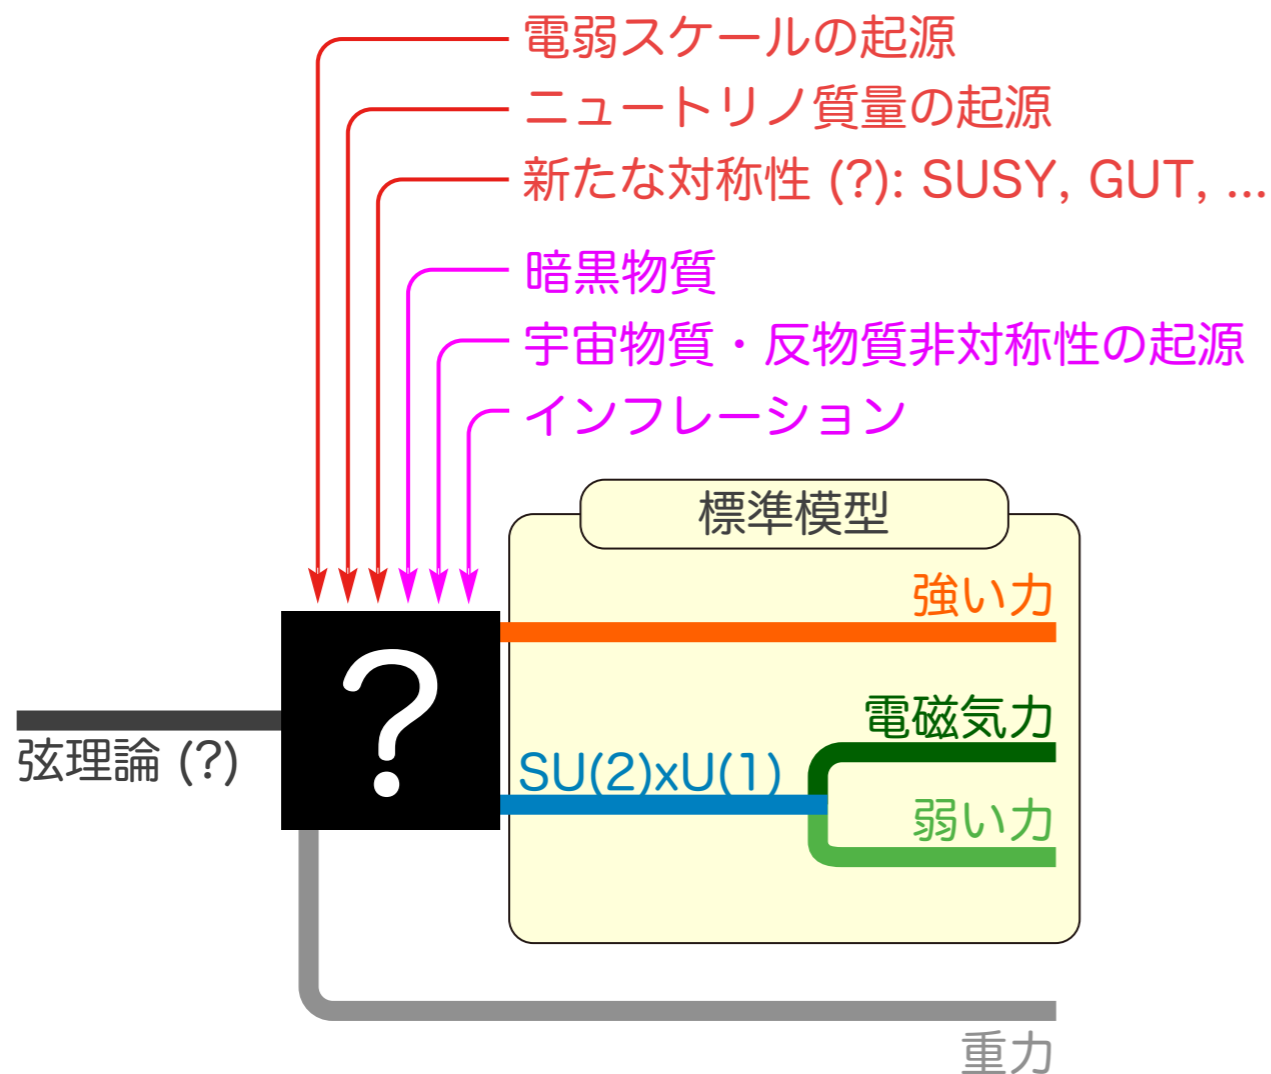 電弱スケールの起源
ニュートリノ質量の起源
新たな対称性 (?): SUSY, GUT, ...
暗黒物質
宇宙物質・反物質非対称性の起源
インフレーション
標準模型
強い力
?
電磁気力
弦理論 (?)
SU(2)xU(1)
弱い力
重力